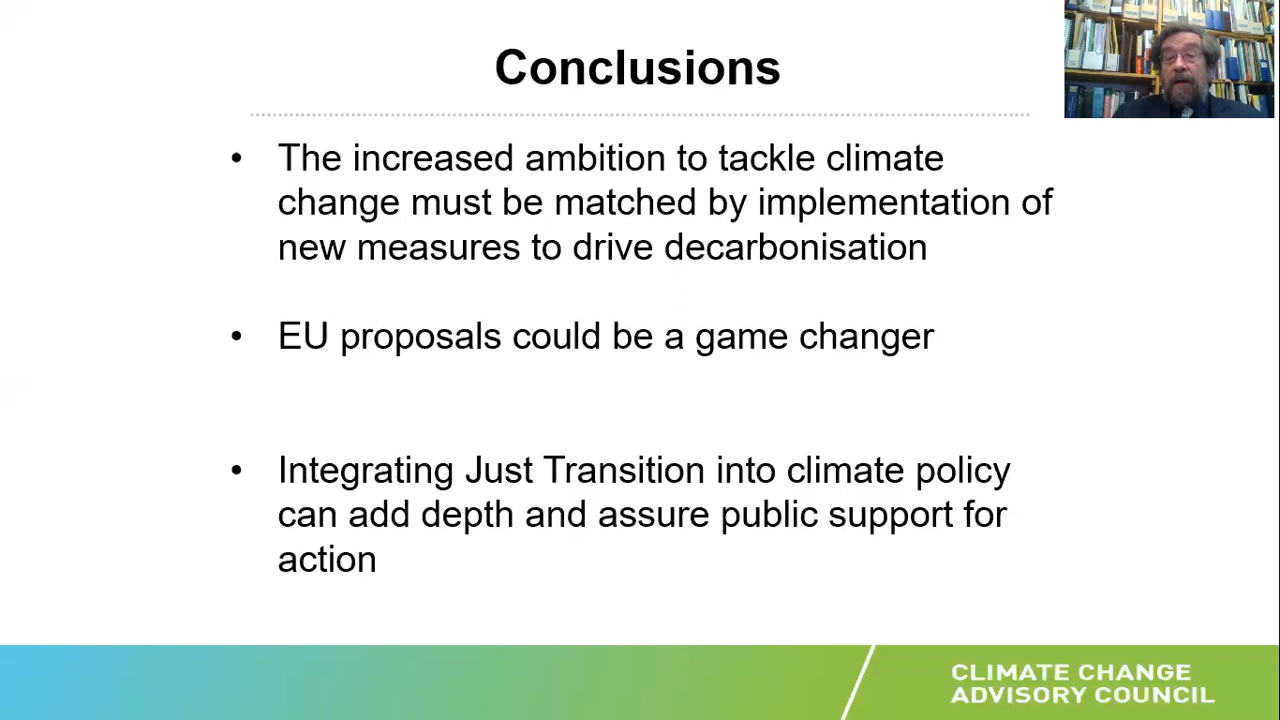 Conclusions
• The increased ambition to tackle climate
change must be matched by implementation of
new measures to drive decarbonisation
• EU proposals could be a game changer
• Integrating Just Transition into climate policy
can add depth and assure public support for
action
CLIMATE CHANGE
ADVISORY COUNCIL